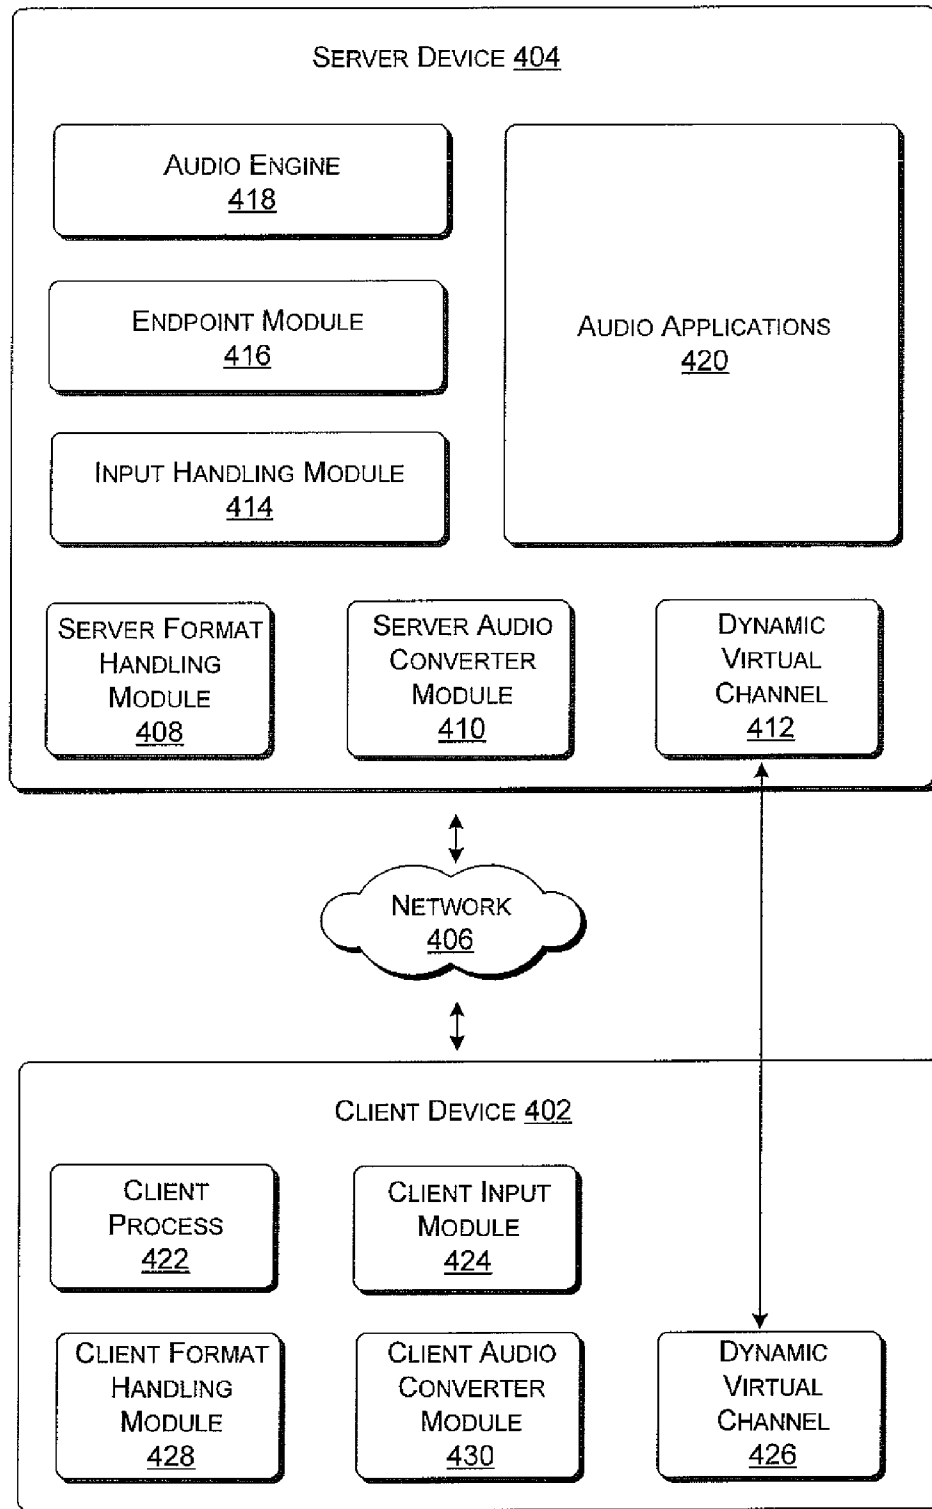 SERVER DEVICE 404
AUDIO ENGINE
418
ENDPOINT MODULE
416
INPUT HANDLING MODULE
414
AUDIO APPLICATIONS
420
SERVER FORMAT
HANDLING
MODULE
408
SERVER AUDIO
CONVERTER
MODULE
410
DYNAMIC
VIRTUAL
CHANNEL
412
NETWORK
406
CLIENT DEVICE 402
CLIENT
PROCESS
422
CLIENT INPUT
MODULE
424
CLIENT FORMAT
HANDLING
MODULE
428
CLIENT AUDIO
CONVERTER
MODULE
430
DYNAMIC
VIRTUAL
CHANNEL
426